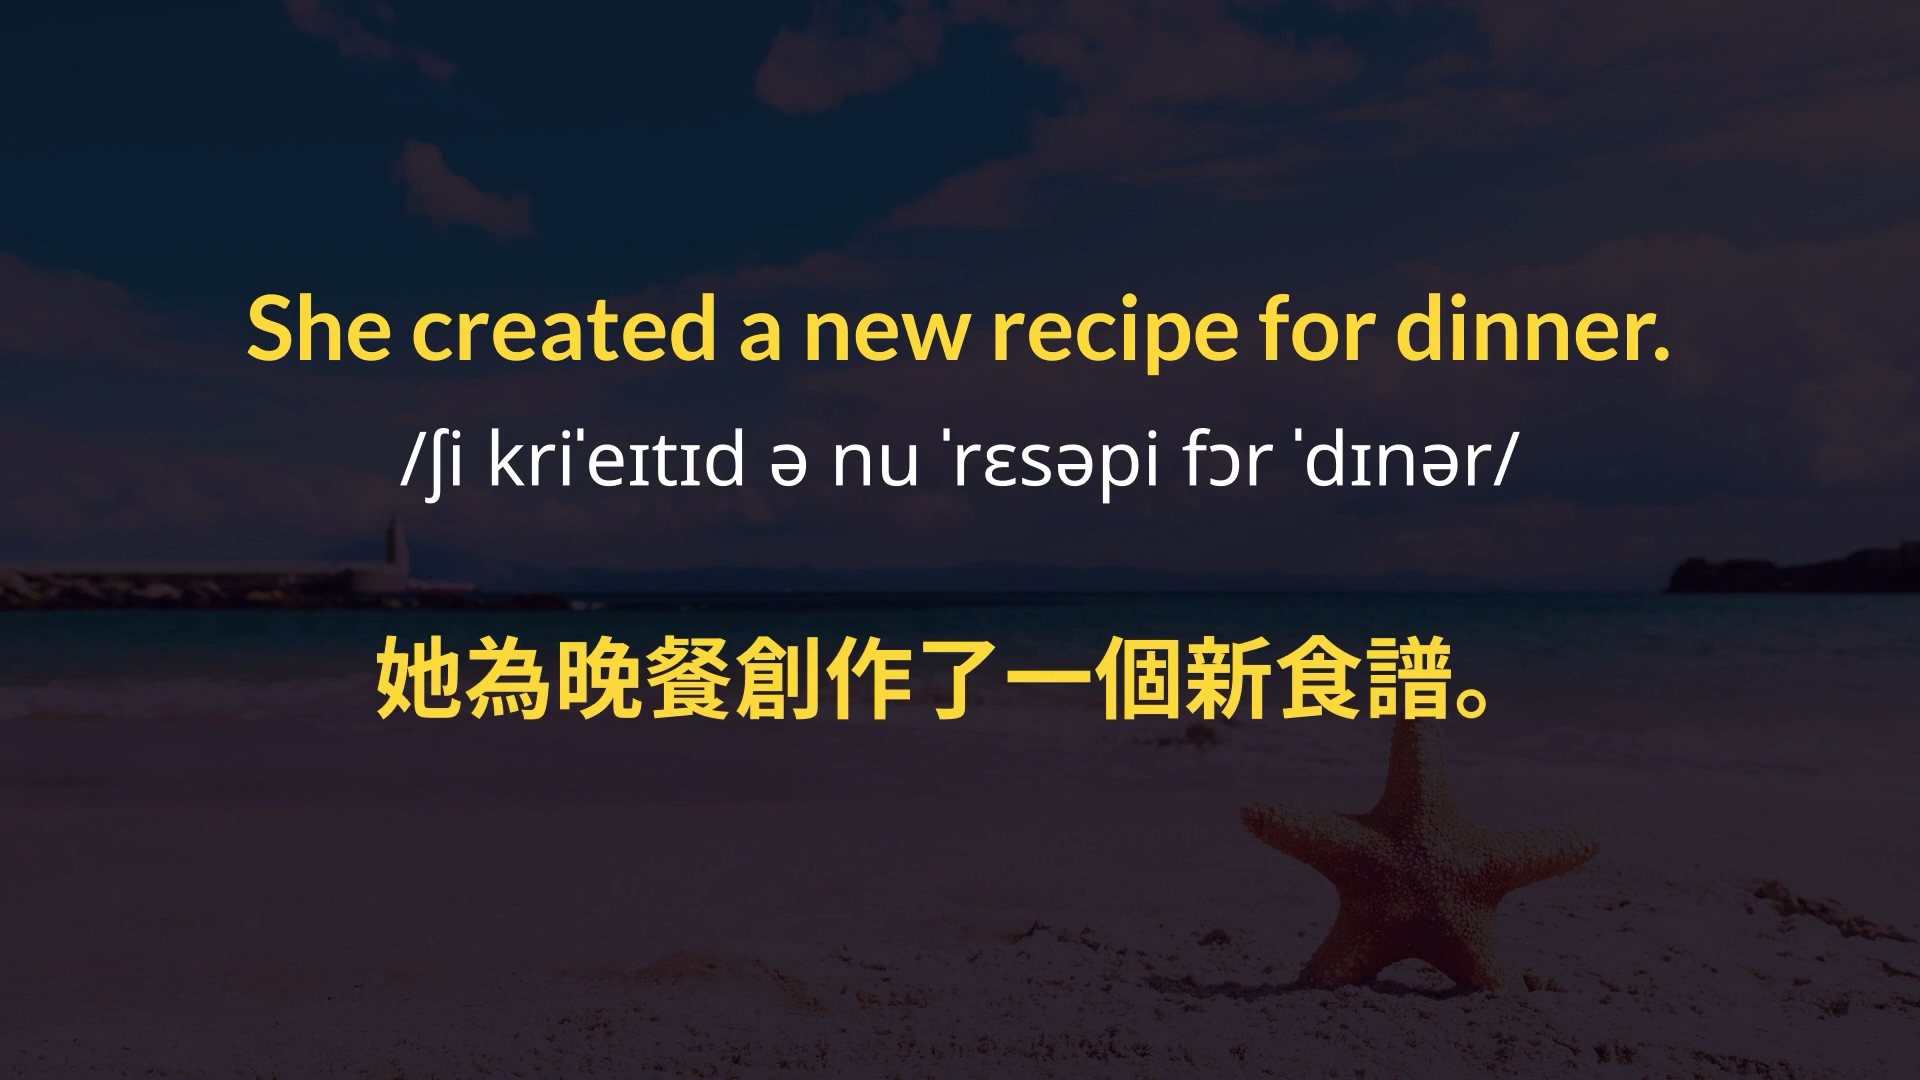 She created a new recipe for dinner.
/ʃi kriˈeɪtɪd ə nu ˈrɛsəpi fɔr ˈdɪnər/
她為晚餐創作了一個新食譜。